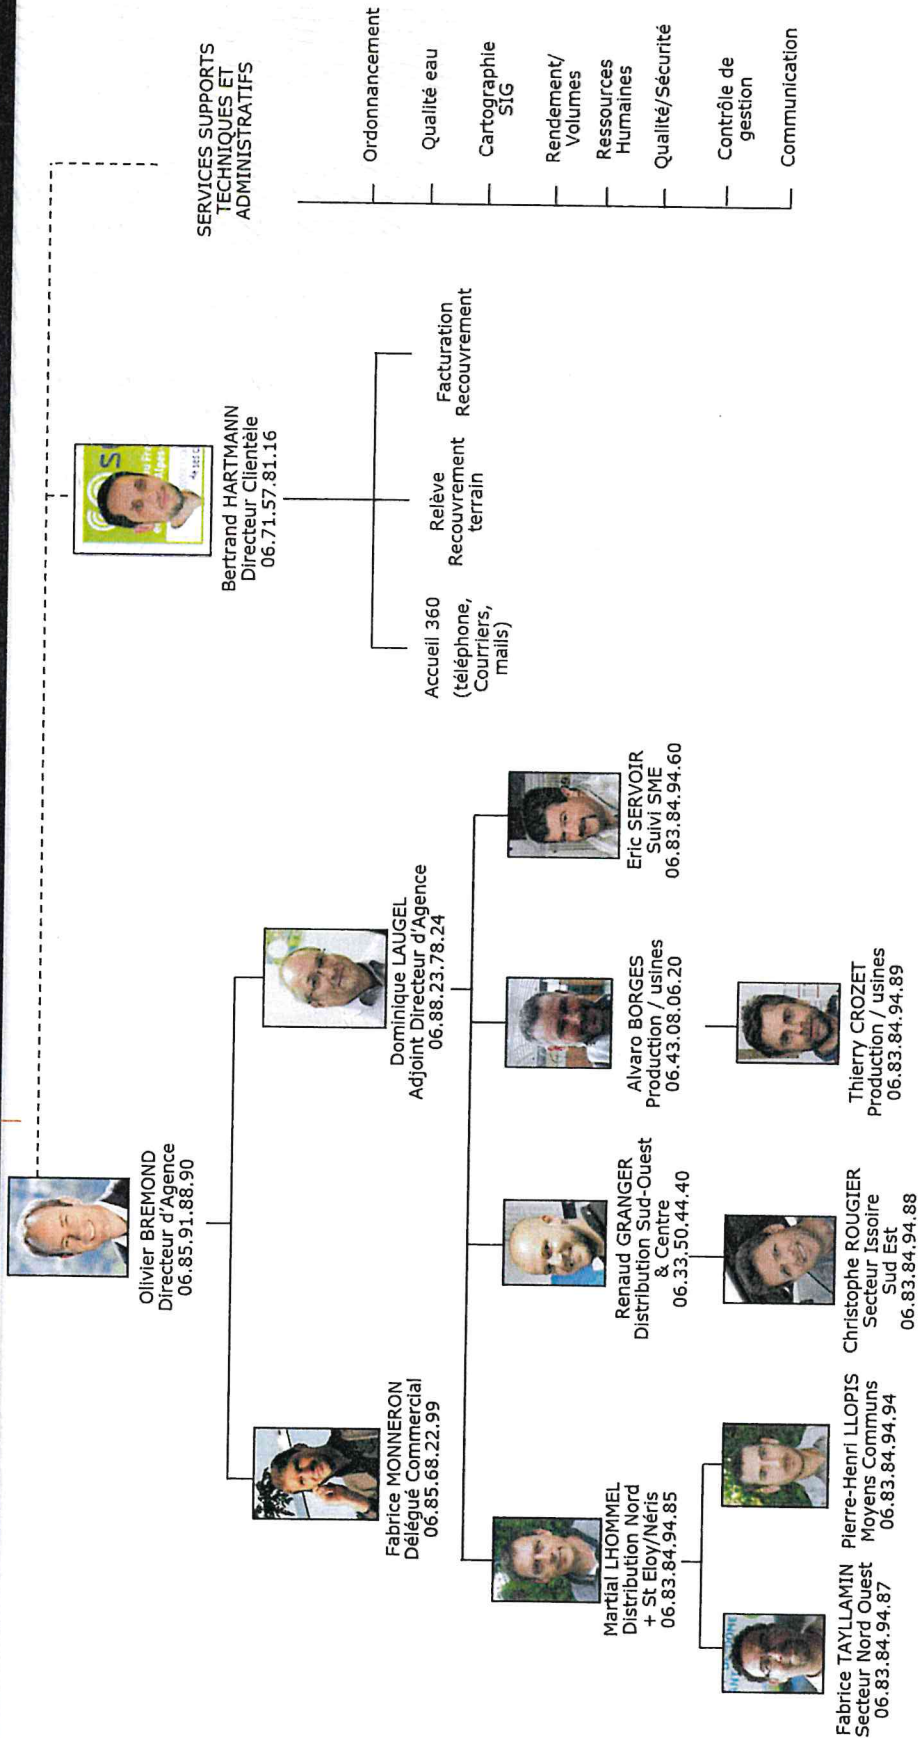 Olivier BREMOND
Directeur d'Agence
06.85.91.88.90
Fabrice MONNERON
Délégué Commercial
06.85.68.22.99
Dominique LAUGEL
Adjoint Directeur d'Agence
06.88.23.78.24
Martial LHOMMEL
Distribution Nord
+ St Eloy/Néris
06.83.84.94.85
Renaud GRANGER
Distribution Sud-Ouest
& Centre
06.33.50.44.40
Alvaro BORGES
Production / usines
06.43.08.06.20
Eric SERVOIR
Suivi SME
06.83.84.94.60
Fabrice TAYLLAMIN
Secteur Nord Ouest
06.83.84.94.87
Pierre-Henri LLOPIS
Moyens Communs
06.83.84.94.94
Christophe ROUGIER
Secteur Issoire
Sud Est
06.83.84.94.88
Thierry CROZET
Production / usines
06.83.84.94.89
Bertrand HARTMANN
Directeur Clientèle
06.71.57.81.16
Accueil 360
(téléphone,
Courriers,
mails)
Relève
Recouvrement
terrain
Facturation
Recouvrement
SERVICES SUPPORTS
TECHNIQUES ET
ADMINISTRATIFS
Ordonnancement
Qualité eau
Cartographie
SIG
Rendement/
Volumes
Ressources
Humaines
Qualité/Sécurité
Contrôle de
gestion
Communication